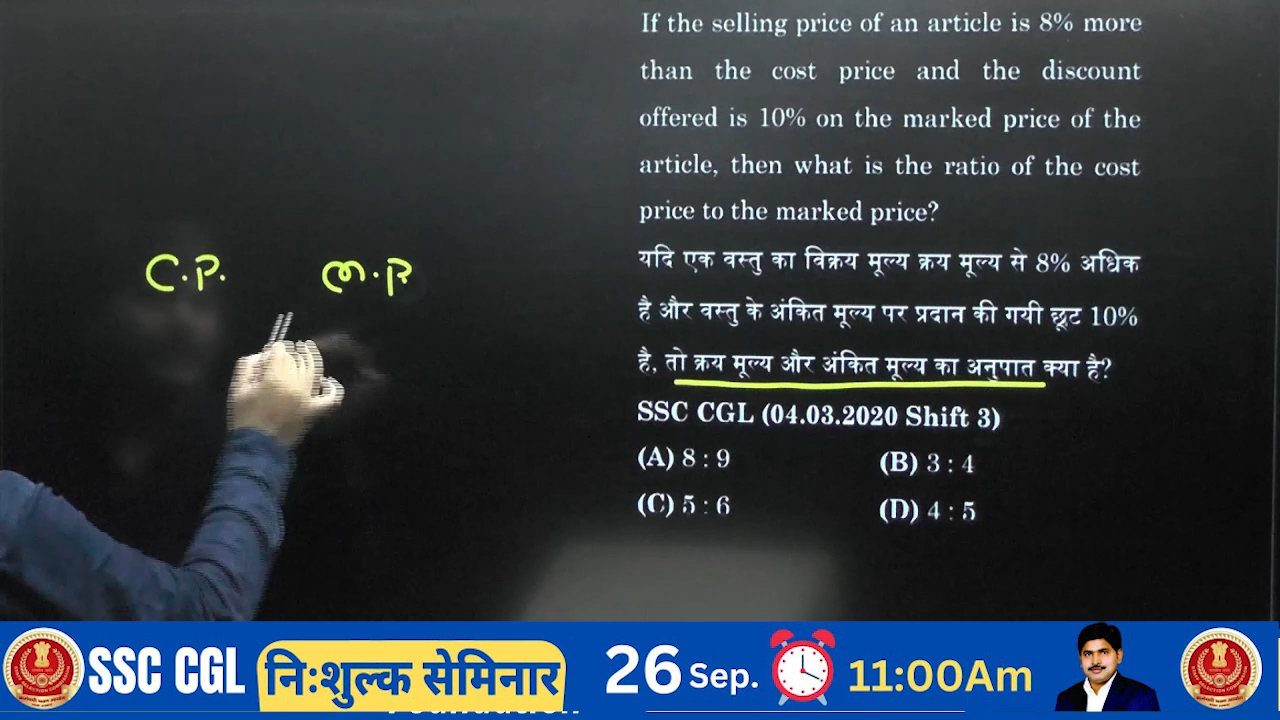 If the selling price of an article is 8% more
than the cost price and the discount
offered is 10% on the marked price of the
article, then what is the ratio of the cost
price to the marked price?
यदि एक वस्तु का विक्रय मूल्य क्रय मूल्य से 8% अधिक
है और वस्तु के अंकित मूल्य पर प्रदान की गयी छूट 10%
है, तो क्रय मूल्य और अंकित मूल्य का अनुपात क्या है?
SSC CGL (04.03.2020 Shift 3)
(A) 8 : 9 (B) 3 : 4
(C) 5 : 6 (D) 4 : 5
C.P. M.P
SSC CGL निःशुल्क सेमिनार 26 Sep. 11:00Am